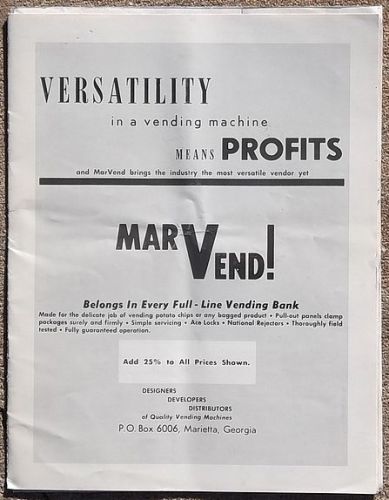 VERSATILITY
in a vending machine
MEANS PROFITS
and MarVend brings the industry the most versatile vendor yet
MARVEND!
Belongs In Every Full - Line Vending Bank
Made for the delicate job of vending potato chips or any bagged product • Pull-out panels clamp
packages surely and firmly • Simple servicing • Ace Locks • National Rejectors • Thoroughly field
tested • Fully guaranteed operation.
Add 25% to All Prices Shown.
DESIGNERS
DEVELOPERS
DISTRIBUTORS
of Quality Vending Machines
P.O. Box 6006, Marietta, Georgia